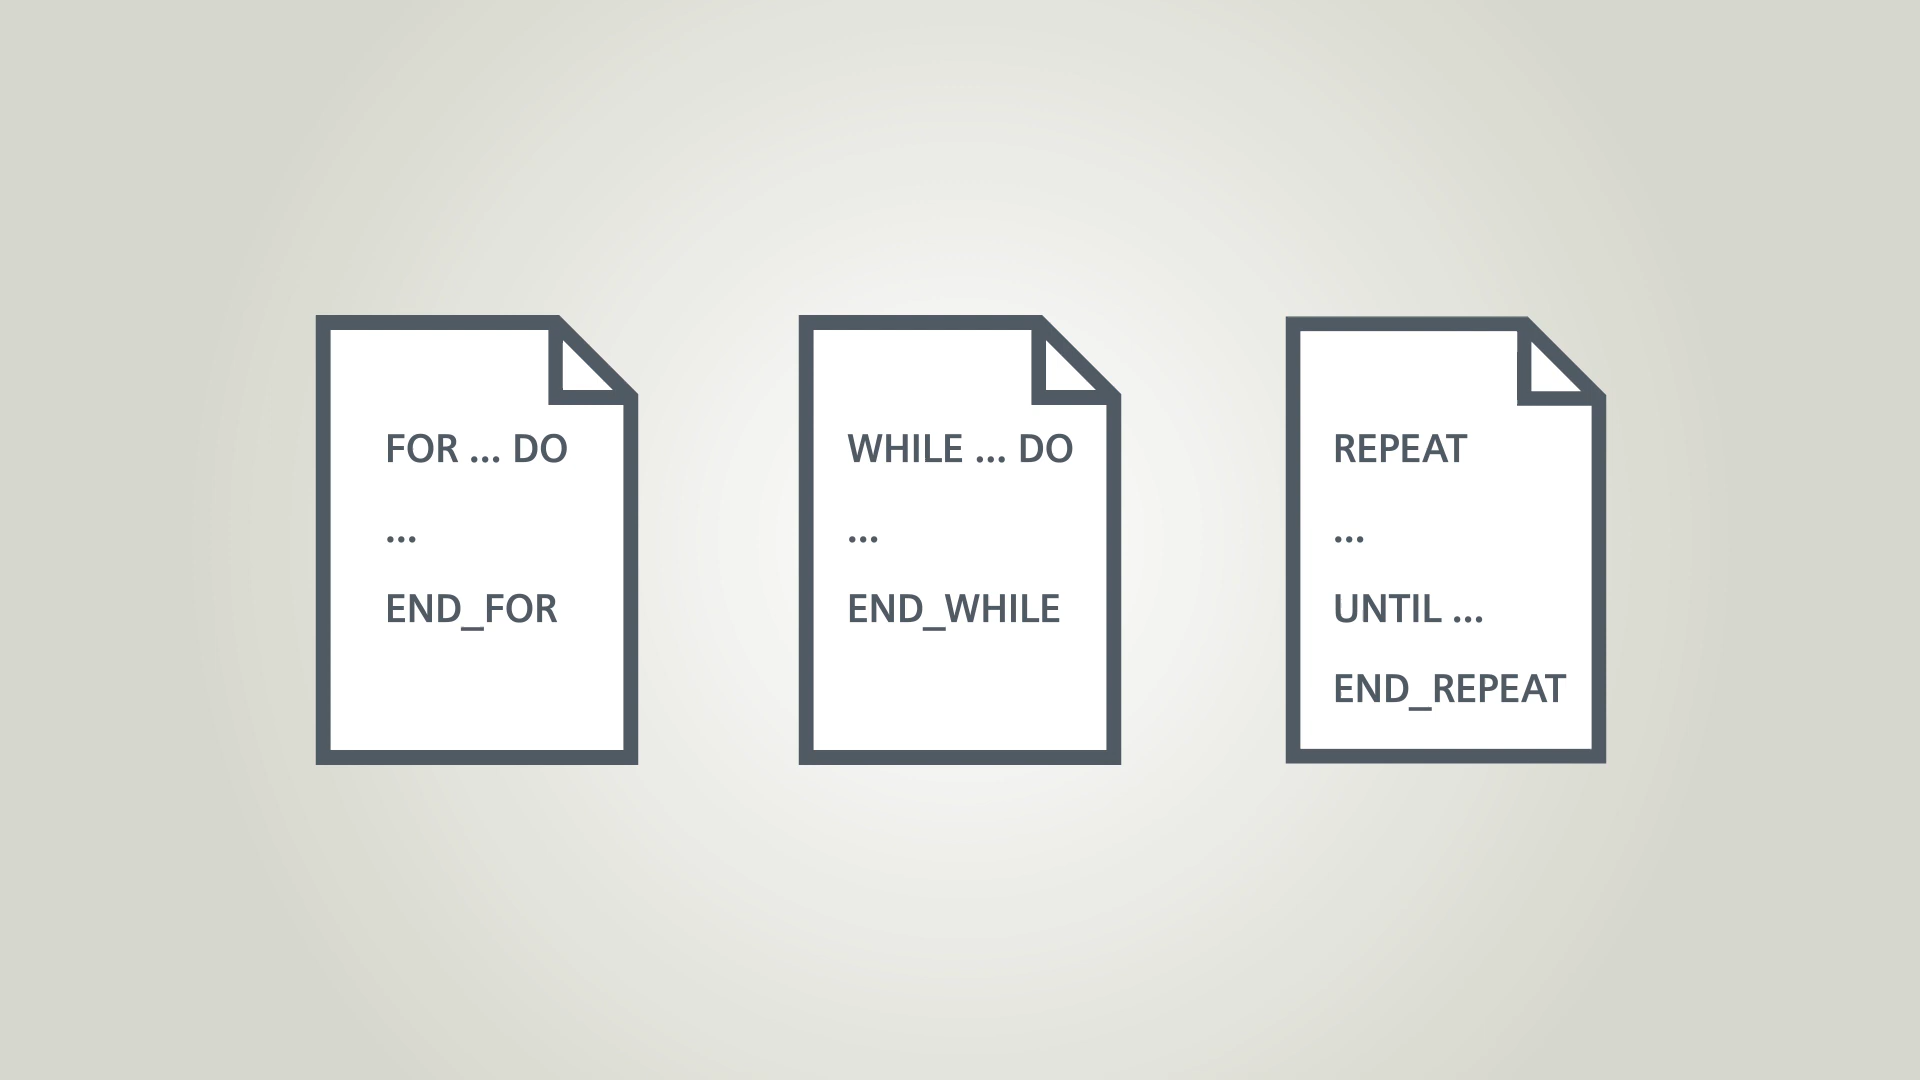 FOR ... DO
...
END_FOR
WHILE ... DO
...
END_WHILE
REPEAT
...
UNTIL ...
END_REPEAT